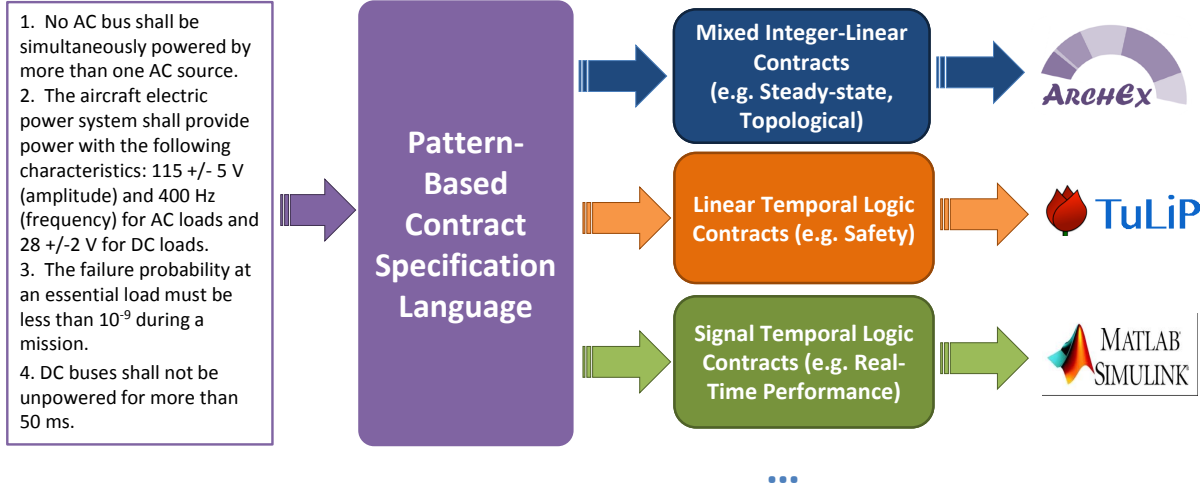 1.  No AC bus shall be
simultaneously powered by
more than one AC source.
2.  The aircraft electric
power system shall provide
power with the following
characteristics: 115 +/- 5 V
(amplitude) and 400 Hz
(frequency) for AC loads and
28 +/-2 V for DC loads.
3.  The failure probability at
an essential load must be
less than 10⁻⁹ during a
mission.
4. DC buses shall not be
unpowered for more than
50 ms.
Pattern-
Based
Contract
Specification
Language
Mixed Integer-Linear
Contracts
(e.g. Steady-state,
Topological)
ARCHEX
Linear Temporal Logic
Contracts (e.g. Safety)
TuLiP
Signal Temporal Logic
Contracts (e.g. Real-
Time Performance)
MATLAB
SIMULINK®
...